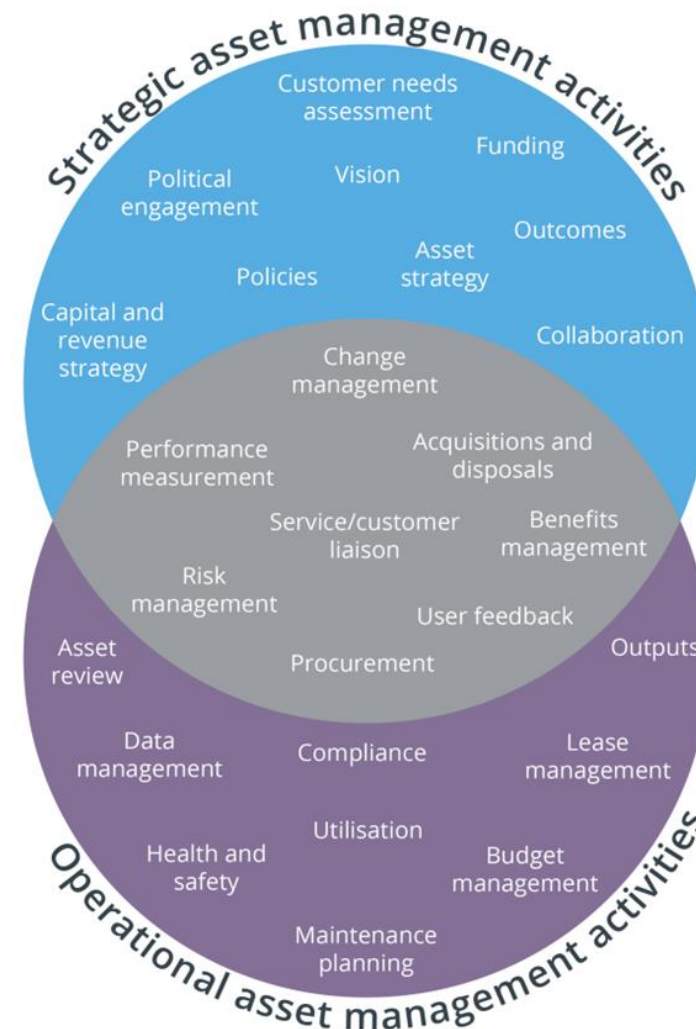 Strategic asset management activities
Customer needs
assessment
Funding
Vision
Political
engagement
Outcomes
Asset
strategy
Policies
Capital and
revenue
strategy
Collaboration
Change
management
Acquisitions and
disposals
Performance
measurement
Service/customer
liaison
Benefits
management
Risk
management
User feedback
Procurement
Asset
review
Outputs
Data
management
Compliance
Lease
management
Utilisation
Health and
safety
Budget
management
Maintenance
planning
Operational asset management activities